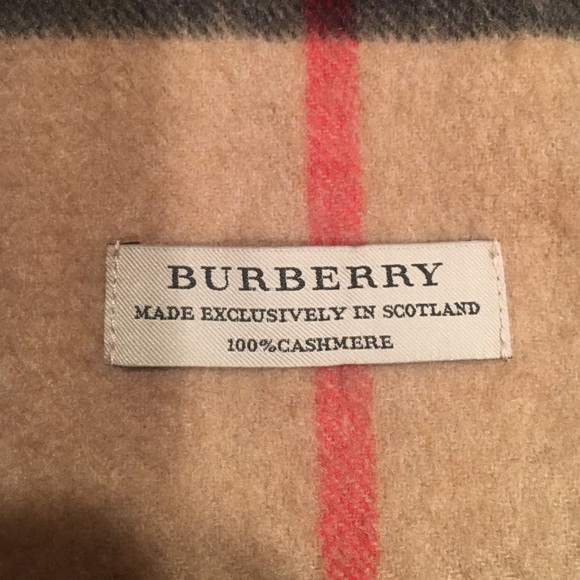 BURBERRY
MADE EXCLUSIVELY IN SCOTLAND
100%CASHMERE